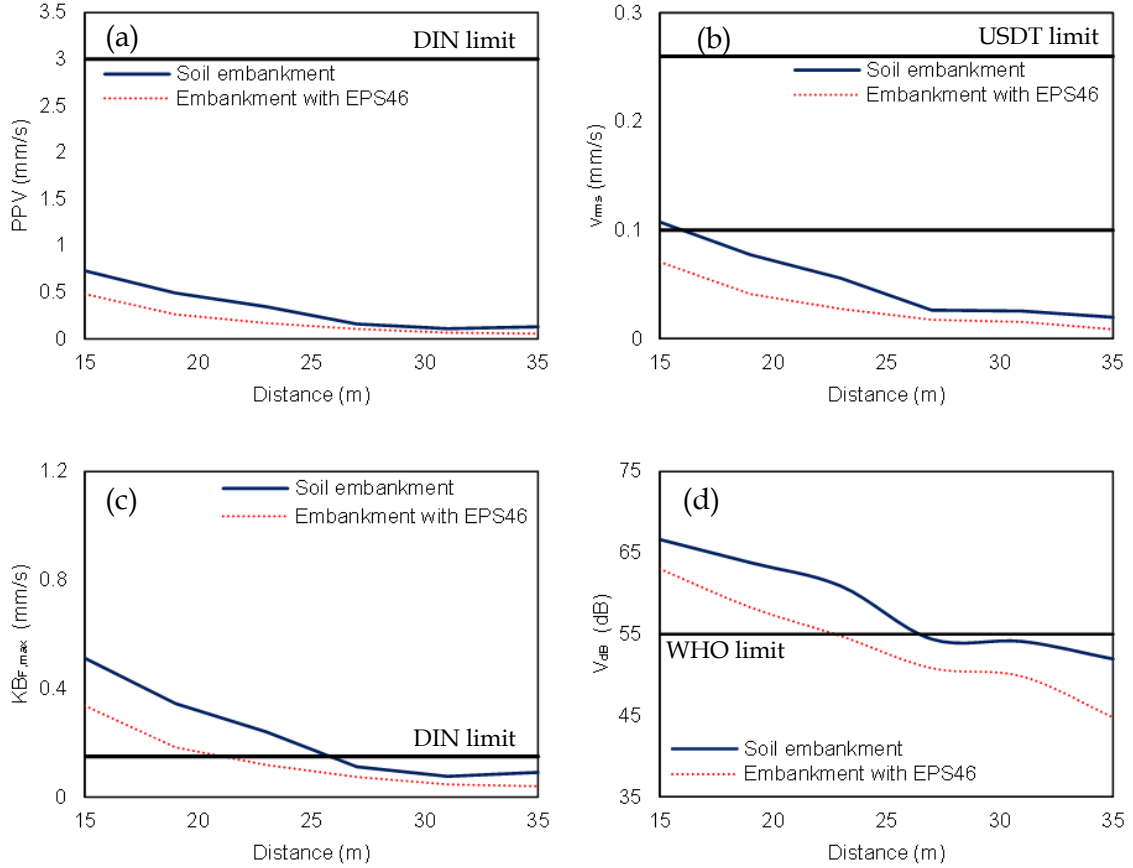 (a)
DIN limit
Soil embankment
Embankment with EPS46
PPV (mm/s)
3.5
3
2.5
2
1.5
1
0.5
0
15
20
25
30
35
Distance (m)
(b)
USDT limit
Soil embankment
Embankment with EPS46
Vrms (mm/s)
0.3
0.2
0.1
0
15
20
25
30
35
Distance (m)
(c)
Soil embankment
Embankment with EPS46
DIN limit
KBF,max (mm/s)
1.2
0.8
0.4
0
15
20
25
30
35
Distance (m)
(d)
WHO limit
Soil embankment
Embankment with EPS46
VdB (dB)
75
65
55
45
35
15
20
25
30
35
Distance (m)